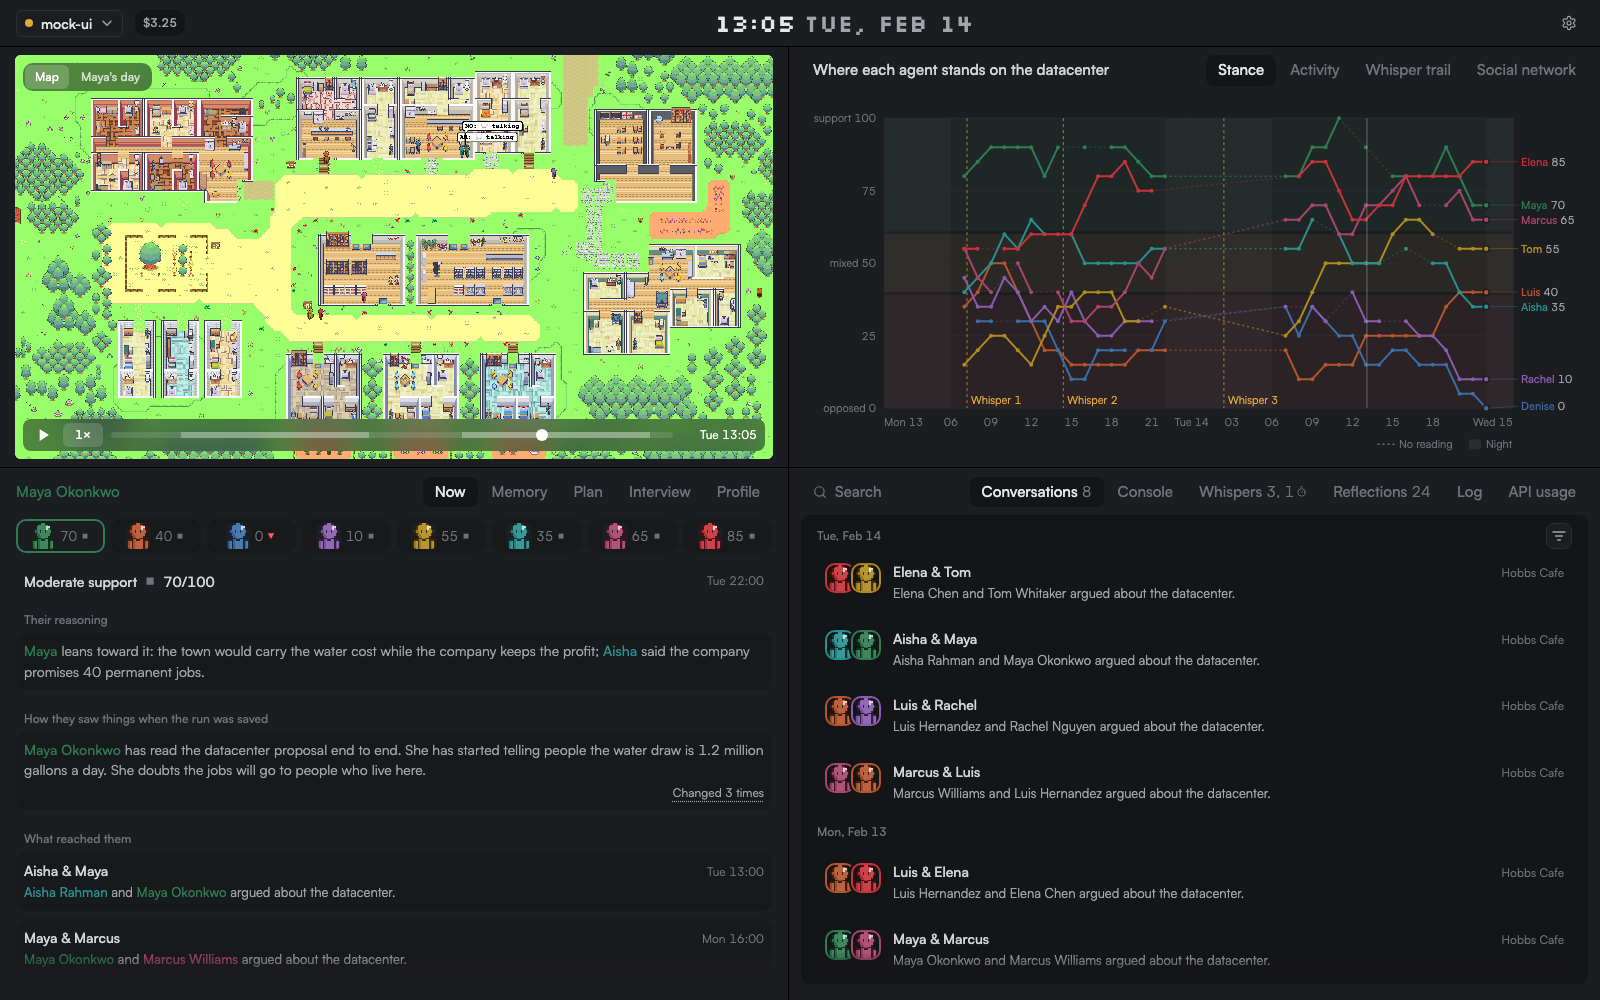 mock-ui
$3.25
13:05 TUE, FEB 14
Map
Maya's day
talking
talking
1×
Tue 13:05
Where each agent stands on the datacenter
Stance
Activity
Whisper trail
Social network
support 100
75
mixed 50
25
opposed 0
Whisper 1
Whisper 2
Whisper 3
Elena 85
Maya 70
Marcus 65
Tom 55
Luis 40
Aisha 35
Rachel 10
Denise 0
Mon 13
06
09
12
15
18
21
Tue 14
03
06
09
12
15
18
Wed 15
No reading
Night
Maya Okonkwo
Now
Memory
Plan
Interview
Profile
70
40
0
10
55
35
65
85
Moderate support 70/100
Tue 22:00
Their reasoning
Maya leans toward it: the town would carry the water cost while the company keeps the profit; Aisha said the company
promises 40 permanent jobs.
How they saw things when the run was saved
Maya Okonkwo has read the datacenter proposal end to end. She has started telling people the water draw is 1.2 million
gallons a day. She doubts the jobs will go to people who live here.
Changed 3 times
What reached them
Aisha & Maya
Tue 13:00
Aisha Rahman and Maya Okonkwo argued about the datacenter.
Maya & Marcus
Mon 16:00
Maya Okonkwo and Marcus Williams argued about the datacenter.
Search
Conversations 8
Console
Whispers 3, 1
Reflections 24
Log
API usage
Tue, Feb 14
Elena & Tom
Hobbs Cafe
Elena Chen and Tom Whitaker argued about the datacenter.
Aisha & Maya
Hobbs Cafe
Aisha Rahman and Maya Okonkwo argued about the datacenter.
Luis & Rachel
Hobbs Cafe
Luis Hernandez and Rachel Nguyen argued about the datacenter.
Marcus & Luis
Hobbs Cafe
Marcus Williams and Luis Hernandez argued about the datacenter.
Mon, Feb 13
Luis & Elena
Hobbs Cafe
Luis Hernandez and Elena Chen argued about the datacenter.
Maya & Marcus
Hobbs Cafe
Maya Okonkwo and Marcus Williams argued about the datacenter.